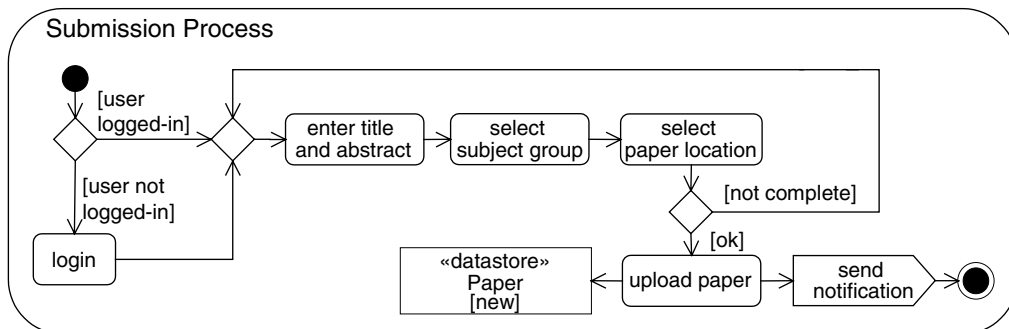 Submission Process
[user
logged-in]
enter title
and abstract
select
subject group
select
paper location
[user not
logged-in]
[not complete]
login
[ok]
«datastore»
Paper
[new]
upload paper
send
notification